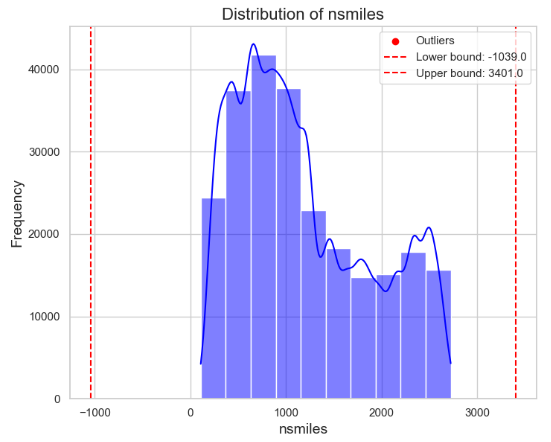 Distribution of nsmiles
Outliers
Lower bound: -1039.0
Upper bound: 3401.0
Frequency
40000
30000
20000
10000
0
−1000
0
1000
2000
3000
nsmiles